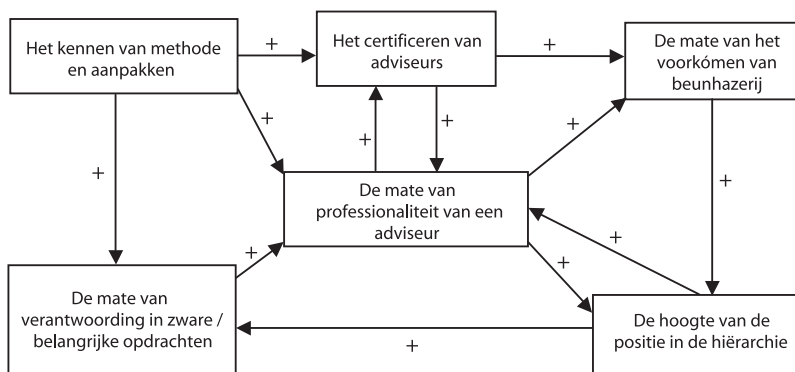 Het kennen van methode
en aanpakken
+
Het certificeren van
adviseurs
+
De mate van het
voorkómen van
beunhazerij
+
+
+
+
+
+
De mate van
professionaliteit van een
adviseur
+
+
+
+
De mate van
verantwoording in zware /
belangrijke opdrachten
+
De hoogte van de
positie in de hiërarchie